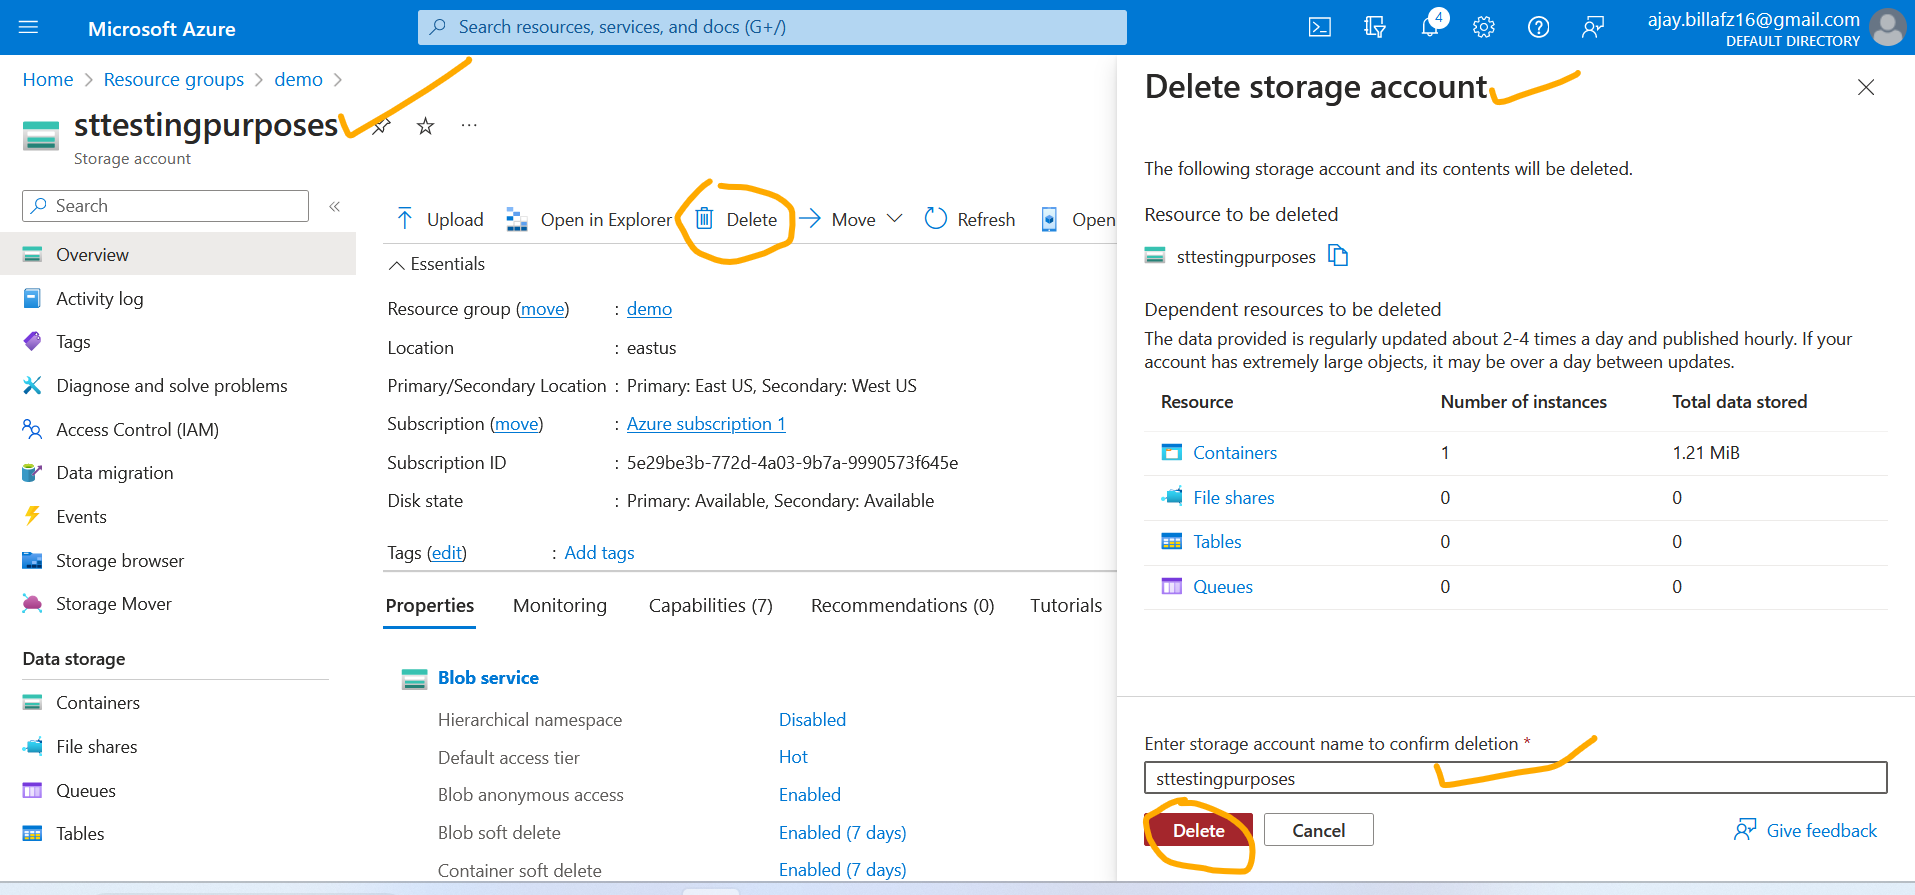 Microsoft Azure
Search resources, services, and docs (G+/)
4
ajay.billafz16@gmail.com
DEFAULT DIRECTORY
Home > Resource groups > demo >
sttestingpurposes
...
Storage account
Search
«
Overview
Activity log
Tags
Diagnose and solve problems
Access Control (IAM)
Data migration
Events
Storage browser
Storage Mover
Data storage
Containers
File shares
Queues
Tables
Upload Open in Explorer Delete Move Refresh Open
Essentials
Resource group (move) : demo
Location : eastus
Primary/Secondary Location : Primary: East US, Secondary: West US
Subscription (move) : Azure subscription 1
Subscription ID : 5e29be3b-772d-4a03-9b7a-9990573f645e
Disk state : Primary: Available, Secondary: Available
Tags (edit) : Add tags
Properties Monitoring Capabilities (7) Recommendations (0) Tutorials
Blob service
Hierarchical namespace Disabled
Default access tier Hot
Blob anonymous access Enabled
Blob soft delete Enabled (7 days)
Container soft delete Enabled (7 days)
Delete storage account
The following storage account and its contents will be deleted.
Resource to be deleted
sttestingpurposes
Dependent resources to be deleted
The data provided is regularly updated about 2-4 times a day and published hourly. If your
account has extremely large objects, it may be over a day between updates.
Resource Number of instances Total data stored
Containers 1 1.21 MiB
File shares 0 0
Tables 0 0
Queues 0 0
Enter storage account name to confirm deletion *
sttestingpurposes
Delete Cancel Give feedback